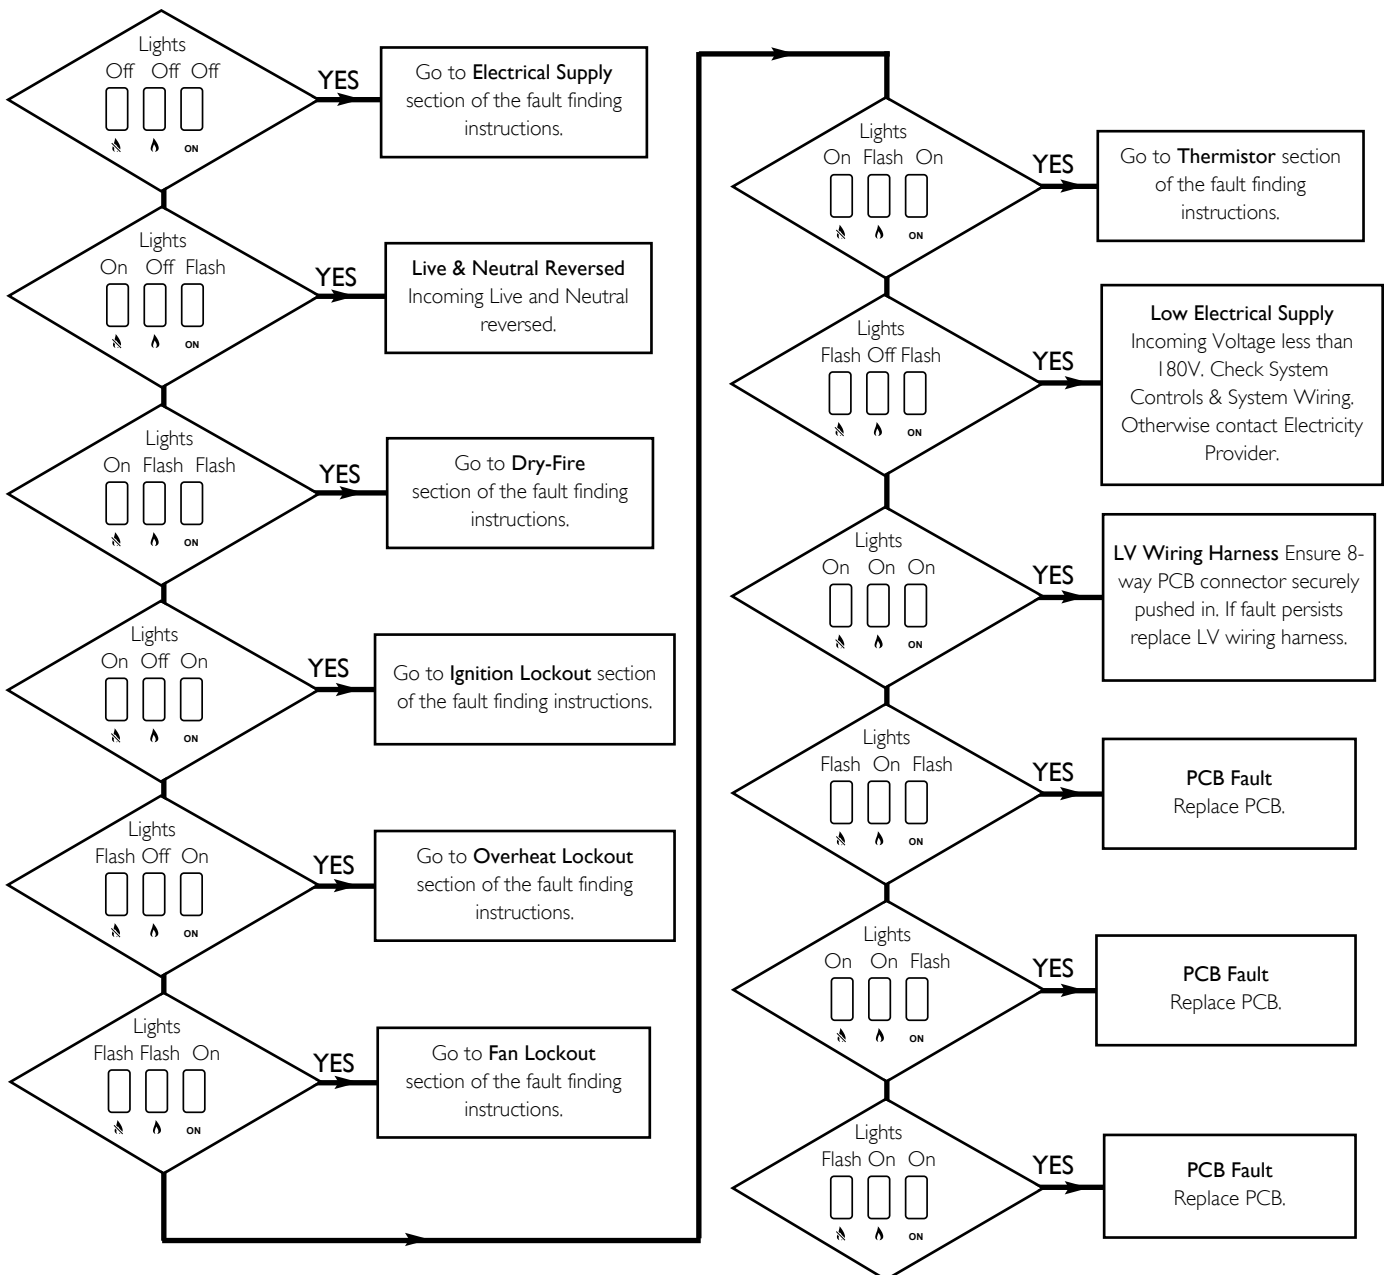 Lights
Off Off Off
ON
YES
Go to Electrical Supply
section of the fault finding
instructions.
Lights
On Off Flash
ON
YES
Live & Neutral Reversed
Incoming Live and Neutral
reversed.
Lights
On Flash Flash
ON
YES
Go to Dry-Fire
section of the fault finding
instructions.
Lights
On Off On
ON
YES
Go to Ignition Lockout section
of the fault finding instructions.
Lights
Flash Off On
ON
YES
Go to Overheat Lockout
section of the fault finding
instructions.
Lights
Flash Flash On
ON
YES
Go to Fan Lockout
section of the fault finding
instructions.
Lights
On Flash On
ON
YES
Go to Thermistor section
of the fault finding
instructions.
Lights
Flash Off Flash
ON
YES
Low Electrical Supply
Incoming Voltage less than
180V. Check System
Controls & System Wiring.
Otherwise contact Electricity
Provider.
Lights
On On On
ON
YES
LV Wiring Harness Ensure 8-
way PCB connector securely
pushed in. If fault persists
replace LV wiring harness.
Lights
Flash On Flash
ON
YES
PCB Fault
Replace PCB.
Lights
On On Flash
ON
YES
PCB Fault
Replace PCB.
Lights
Flash On On
ON
YES
PCB Fault
Replace PCB.